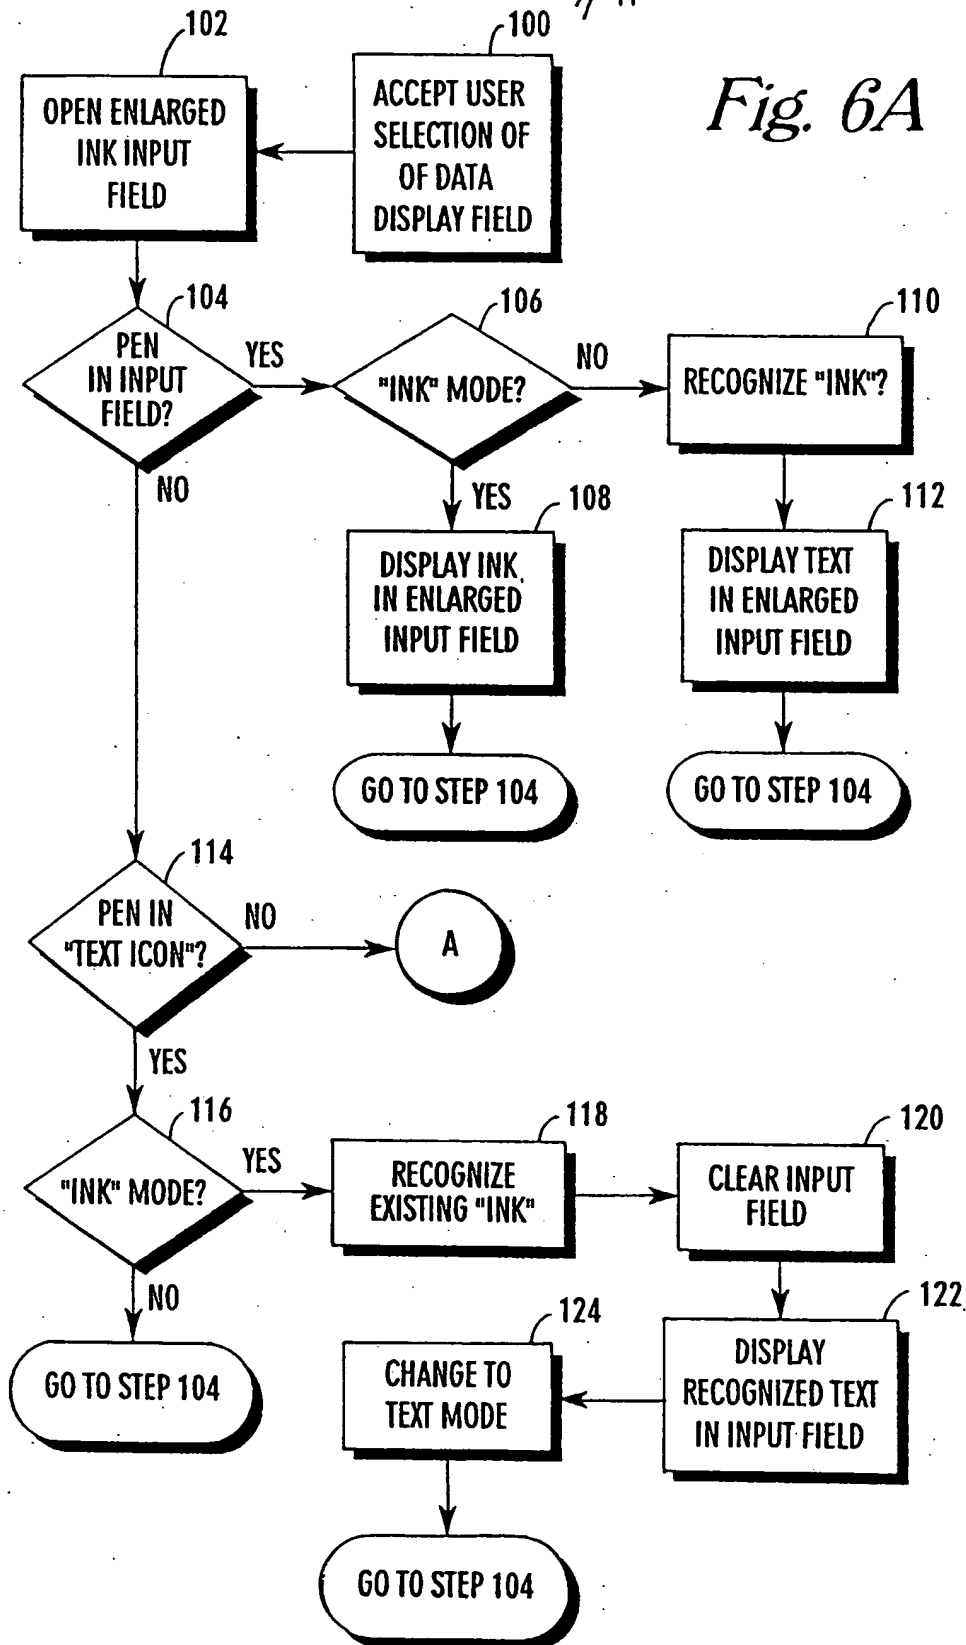 102
100
Fig. 6A
OPEN ENLARGED
INK INPUT
FIELD
ACCEPT USER
SELECTION OF
OF DATA
DISPLAY FIELD
104
PEN
IN INPUT
FIELD?
YES
NO
106
"INK" MODE?
NO
YES
110
RECOGNIZE "INK"?
108
DISPLAY INK
IN ENLARGED
INPUT FIELD
112
DISPLAY TEXT
IN ENLARGED
INPUT FIELD
GO TO STEP 104
GO TO STEP 104
114
PEN IN
"TEXT ICON"?
NO
A
YES
116
"INK" MODE?
YES
NO
118
RECOGNIZE
EXISTING "INK"
120
CLEAR INPUT
FIELD
122
DISPLAY
RECOGNIZED TEXT
IN INPUT FIELD
124
CHANGE TO
TEXT MODE
GO TO STEP 104
GO TO STEP 104